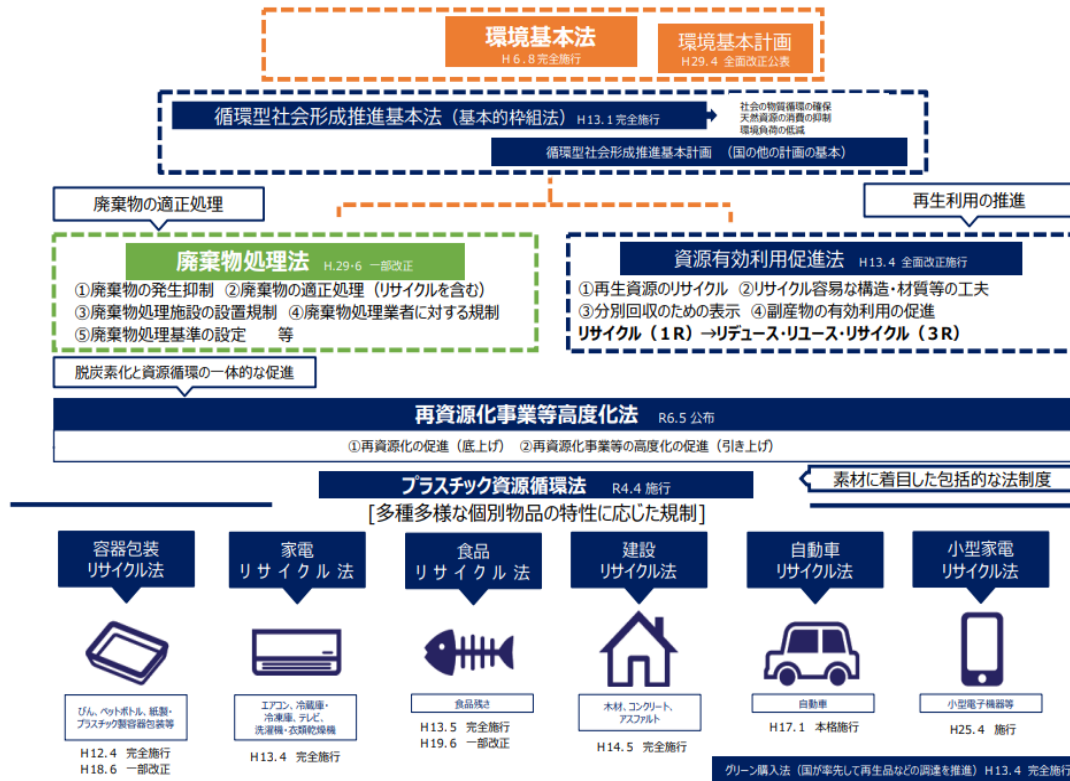 環境基本法
H6.8完全施行
環境基本計画
H29.4 全面改正公表
循環型社会形成推進基本法（基本的枠組法）H13.1完全施行
社会の物質循環の確保
天然資源の消費の抑制
環境負荷の低減
循環型社会形成推進基本計画 （国の他の計画の基本）
廃棄物の適正処理
再生利用の推進
廃棄物処理法 H.29・6 一部改正
①廃棄物の発生抑制 ②廃棄物の適正処理（リサイクルを含む）
③廃棄物処理施設の設置規制 ④廃棄物処理業者に対する規制
⑤廃棄物処理基準の設定 等
資源有効利用促進法 H13.4 全面改正施行
①再生資源のリサイクル ②リサイクル容易な構造・材質等の工夫
③分別回収のための表示 ④副産物の有効利用の促進
リサイクル（1R）→リデュース・リユース・リサイクル（3R）
脱炭素化と資源循環の一体的な促進
再資源化事業等高度化法 R6.5 公布
①再資源化の促進（底上げ） ②再資源化事業等の高度化の促進（引き上げ）
プラスチック資源循環法 R4.4 施行
素材に着目した包括的な法制度
[多種多様な個別物品の特性に応じた規制]
容器包装
リサイクル法
びん、ペットボトル、紙製・
プラスチック製容器包装等
H12.4 完全施行
H18.6 一部改正
家電
リサイクル法
エアコン、冷蔵庫・
冷凍庫、テレビ、
洗濯機・衣類乾燥機
H13.4 完全施行
食品
リサイクル法
食品残さ
H13.5 完全施行
H19.6 一部改正
建設
リサイクル法
木材、コンクリート、
アスファルト
H14.5 完全施行
自動車
リサイクル法
自動車
H17.1 本格施行
小型家電
リサイクル法
小型電子機器等
H25.4 施行
グリーン購入法（国が率先して再生品などの調達を推進）H13.4 完全施行